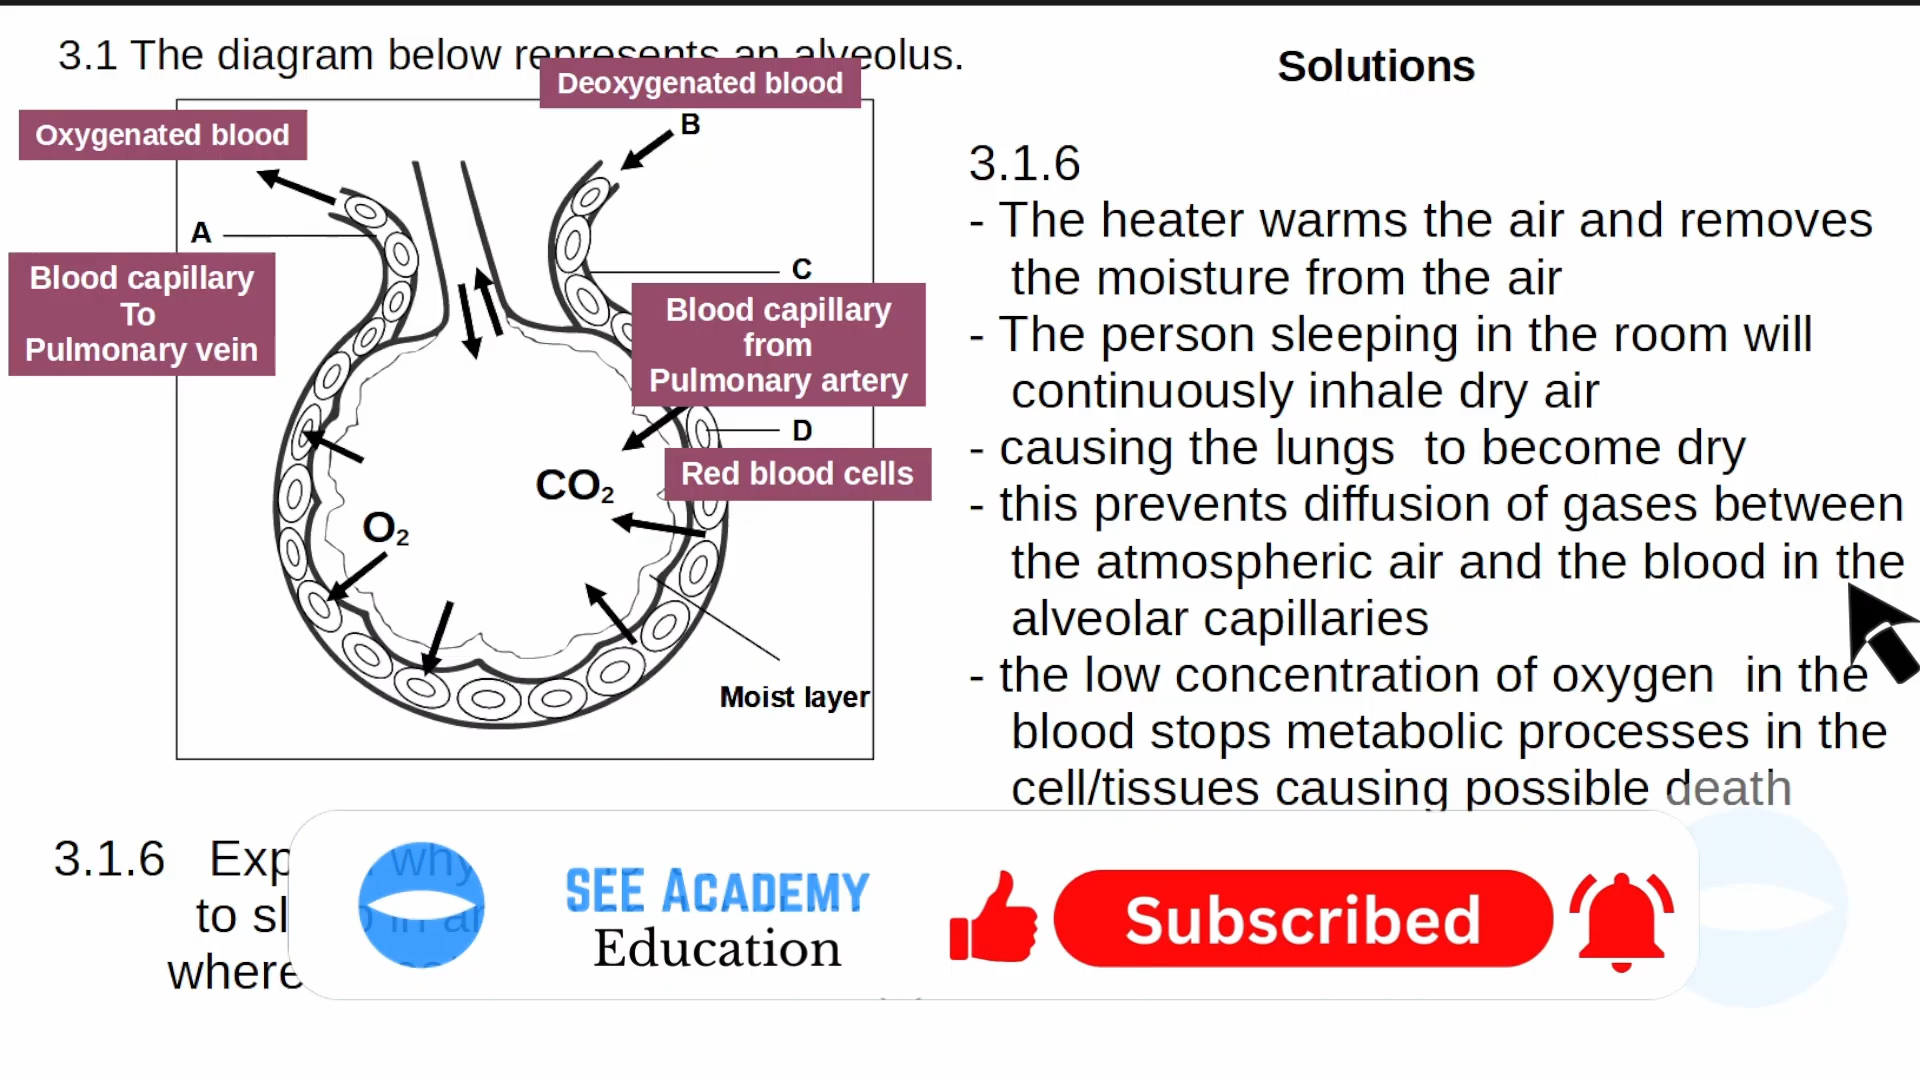 3.1 The diagram below represents an alveolus.
Deoxygenated blood
Oxygenated blood
B
A
C
Blood capillary
To
Pulmonary vein
Blood capillary
from
Pulmonary artery
D
Red blood cells
CO₂
O₂
Moist layer
Solutions
3.1.6
- The heater warms the air and removes
the moisture from the air
- The person sleeping in the room will
continuously inhale dry air
- causing the lungs to become dry
- this prevents diffusion of gases between
the atmospheric air and the blood in the
alveolar capillaries
- the low concentration of oxygen in the
blood stops metabolic processes in the
cell/tissues causing possible death
3.1.6 why
to in
where
SEE ACADEMY
Education
Subscribed